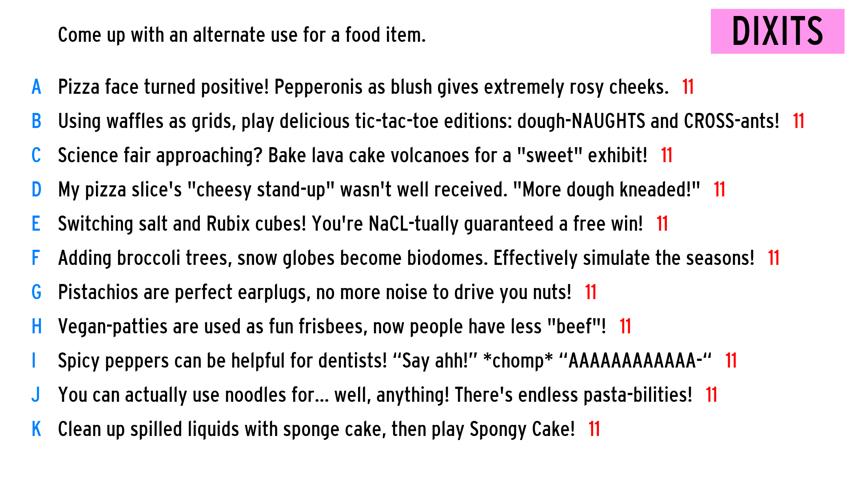 Come up with an alternate use for a food item.
DIXITS
A Pizza face turned positive! Pepperonis as blush gives extremely rosy cheeks. 11
B Using waffles as grids, play delicious tic-tac-toe editions: dough-NAUGHTS and CROSS-ants! 11
C Science fair approaching? Bake lava cake volcanoes for a "sweet" exhibit! 11
D My pizza slice's "cheesy stand-up" wasn't well received. "More dough kneaded!" 11
E Switching salt and Rubix cubes! You're NaCL-tually guaranteed a free win! 11
F Adding broccoli trees, snow globes become biodomes. Effectively simulate the seasons! 11
G Pistachios are perfect earplugs, no more noise to drive you nuts! 11
H Vegan-patties are used as fun frisbees, now people have less "beef"! 11
I Spicy peppers can be helpful for dentists! “Say ahh!” *chomp* “AAAAAAAAAAAA-“ 11
J You can actually use noodles for... well, anything! There's endless pasta-bilities! 11
K Clean up spilled liquids with sponge cake, then play Spongy Cake! 11